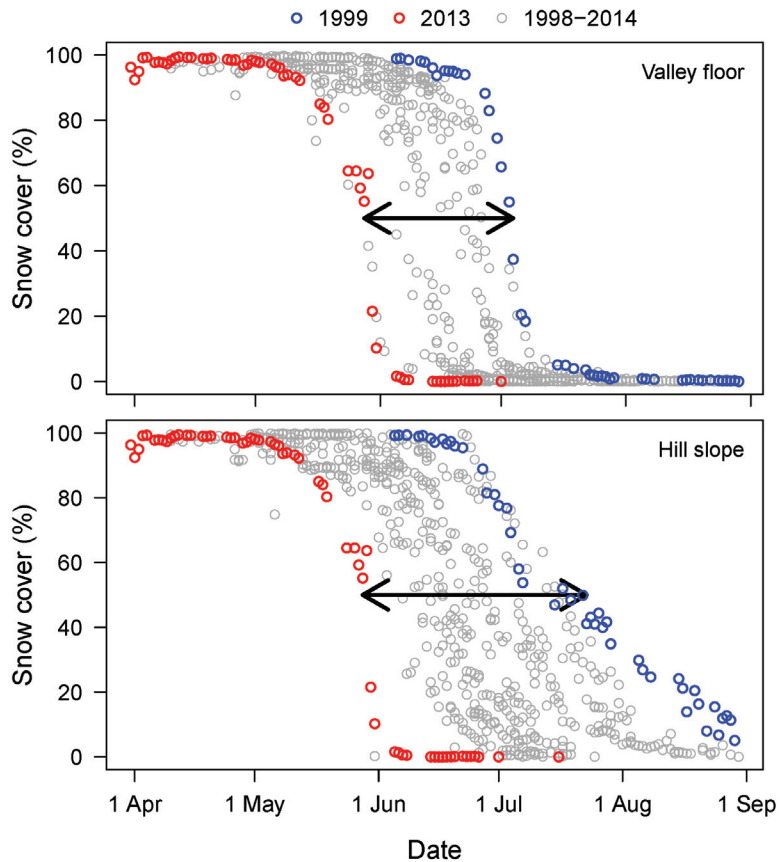 1999 2013 1998–2014
Valley floor
Snow cover (%)
100
80
60
40
20
0
Hill slope
Snow cover (%)
100
80
60
40
20
0
1 Apr 1 May 1 Jun 1 Jul 1 Aug 1 Sep
Date